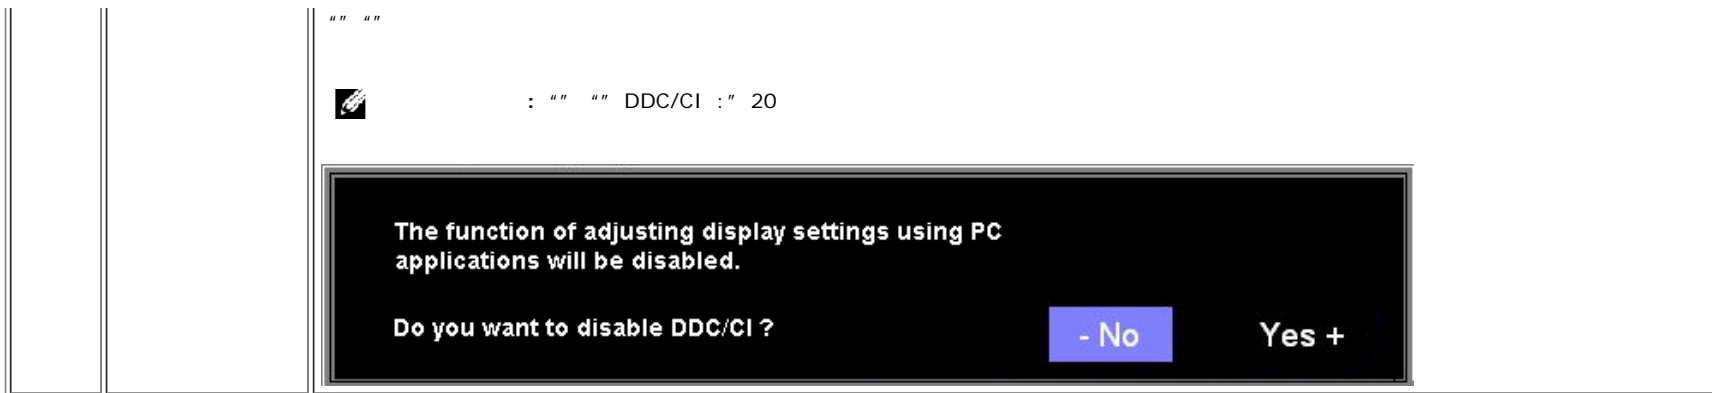 “” “”
: “” “” DDC/CI :” 20
The function of adjusting display settings using PC
applications will be disabled.
Do you want to disable DDC/CI ?
- No Yes +